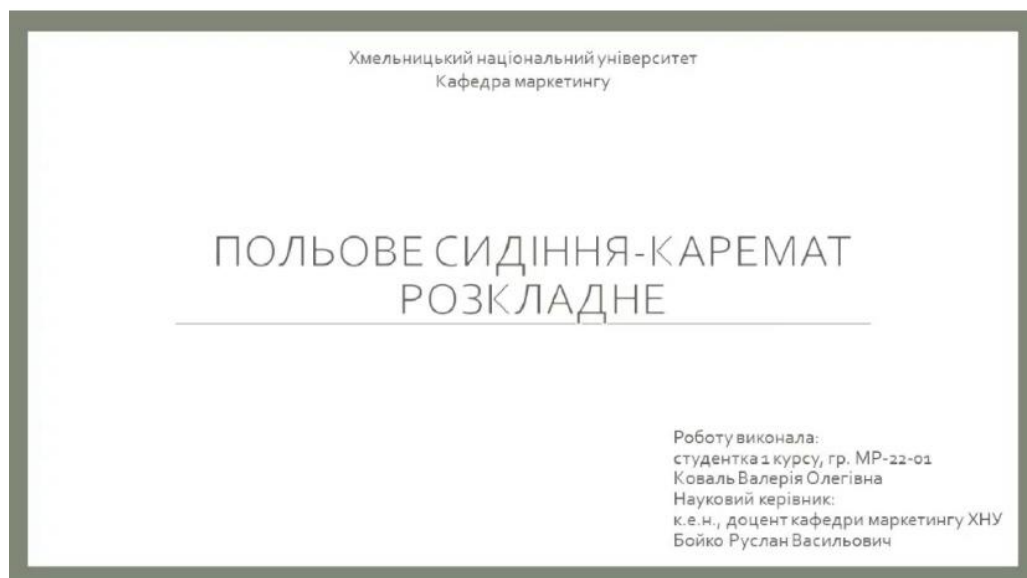 Хмельницький національний університет
Кафедра маркетингу
ПОЛЬОВЕ СИДІННЯ-КАРЕМАТ
РОЗКЛАДНЕ
Роботу виконала:
студентка 1 курсу, гр. МР-22-01
Коваль Валерія Олегівна
Науковий керівник:
к.е.н., доцент кафедри маркетингу ХНУ
Бойко Руслан Васильович